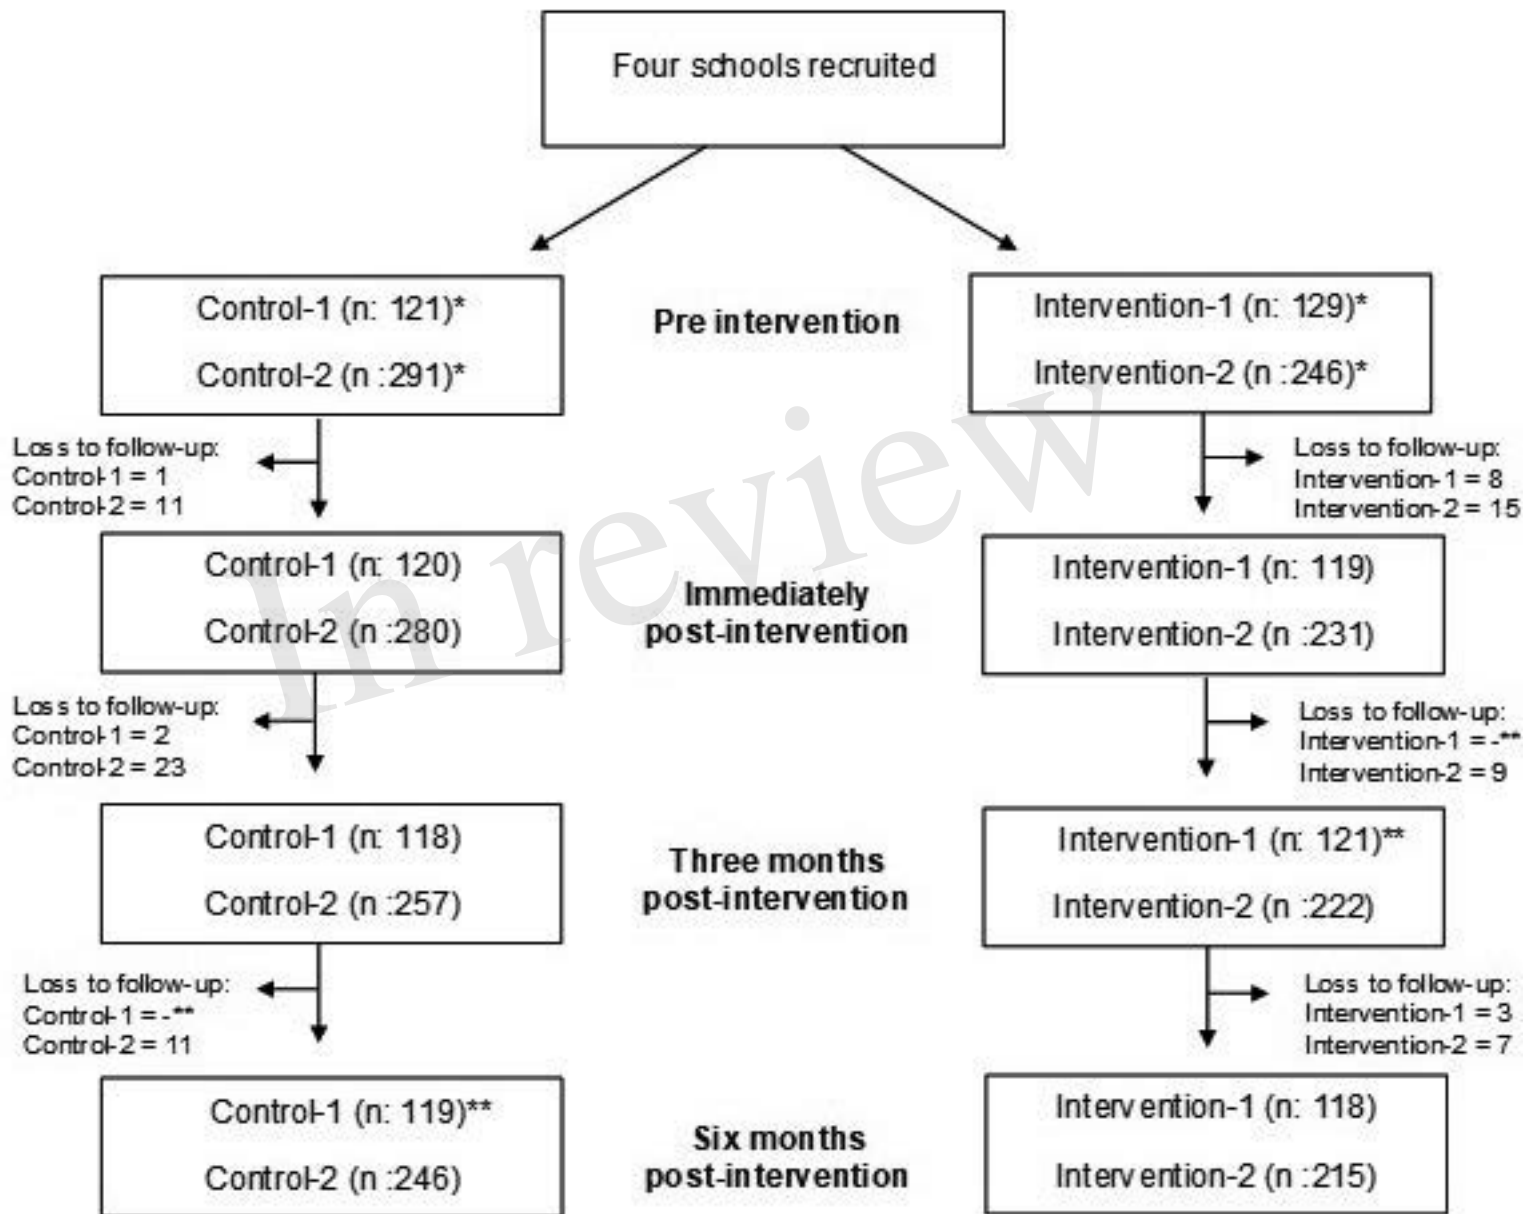 Four schools recruited
Control-1 (n: 121)*
Control-2 (n :291)*
Pre intervention
Intervention-1 (n: 129)*
Intervention-2 (n :246)*
Loss to follow-up:
Control-1 = 1
Control-2 = 11
Loss to follow-up:
Intervention-1 = 8
Intervention-2 = 15
Control-1 (n: 120)
Control-2 (n :280)
Immediately
post-intervention
Intervention-1 (n: 119)
Intervention-2 (n :231)
Loss to follow-up:
Control-1 = 2
Control-2 = 23
Loss to follow-up:
Intervention-1 = -**
Intervention-2 = 9
Control-1 (n: 118)
Control-2 (n :257)
Three months
post-intervention
Intervention-1 (n: 121)**
Intervention-2 (n :222)
Loss to follow-up:
Control-1 = -**
Control-2 = 11
Loss to follow-up:
Intervention-1 = 3
Intervention-2 = 7
Control-1 (n: 119)**
Control-2 (n :246)
Six months
post-intervention
Intervention-1 (n: 118)
Intervention-2 (n :215)
In review